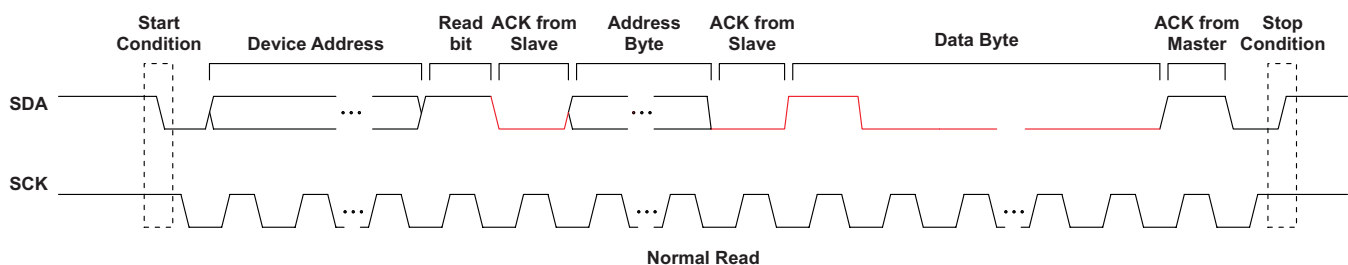 Start Condition
Device Address
Read bit
ACK from Slave
Address Byte
ACK from Slave
Data Byte
ACK from Master
Stop Condition
SDA
...
...
SCK
...
...
...
Normal Read